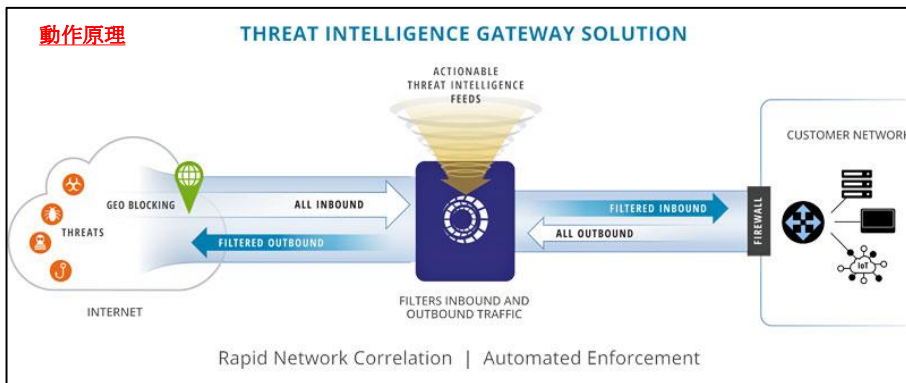 動作原理
THREAT INTELLIGENCE GATEWAY SOLUTION
ACTIONABLE
THREAT INTELLIGENCE
FEEDS
CUSTOMER NETWORK
GEO BLOCKING
ALL INBOUND
FILTERED INBOUND
THREATS
FILTERED OUTBOUND
ALL OUTBOUND
FIREWALL
IoT
INTERNET
FILTERS INBOUND AND
OUTBOUND TRAFFIC
Rapid Network Correlation | Automated Enforcement